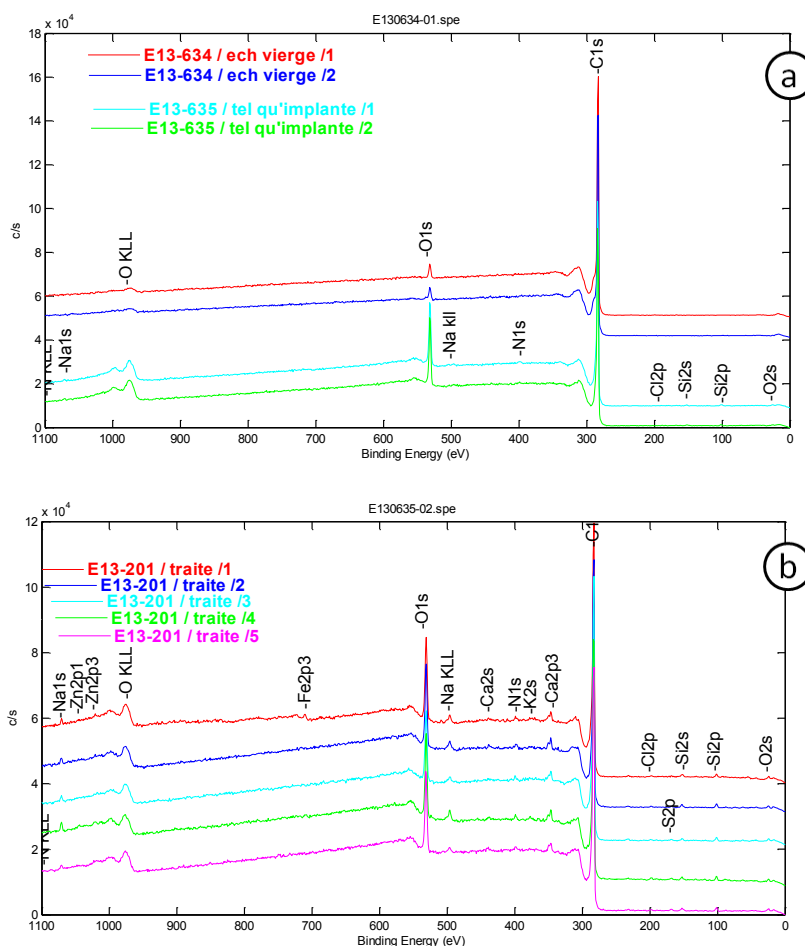 E130634-01.spe
x 10⁴
18
16
14
12
10
8
6
4
2
0
c/s
E13-634 / ech vierge /1
E13-634 / ech vierge /2
E13-635 / tel qu'implante /1
E13-635 / tel qu'implante /2
a
-N KLL
-Na1s
-O KLL
-O1s
-Na kll
-N1s
-C1s
-Cl2p
-Si2s
-Si2p
-O2s
1100 1000 900 800 700 600 500 400 300 200 100 0
Binding Energy (eV)
E130635-02.spe
x 10⁴
12
10
8
6
4
2
0
c/s
E13-201 / traite /1
E13-201 / traite /2
E13-201 / traite /3
E13-201 / traite /4
E13-201 / traite /5
b
-N KLL
-Na1s
-Zn2p1
-Zn2p3
-O KLL
-Fe2p3
-O1s
-Na KLL
-Ca2s
-N1s
-K2s
-Ca2p3
C1
-Cl2p
-S2p
-Si2s
-Si2p
-O2s
1100 1000 900 800 700 600 500 400 300 200 100 0
Binding Energy (eV)